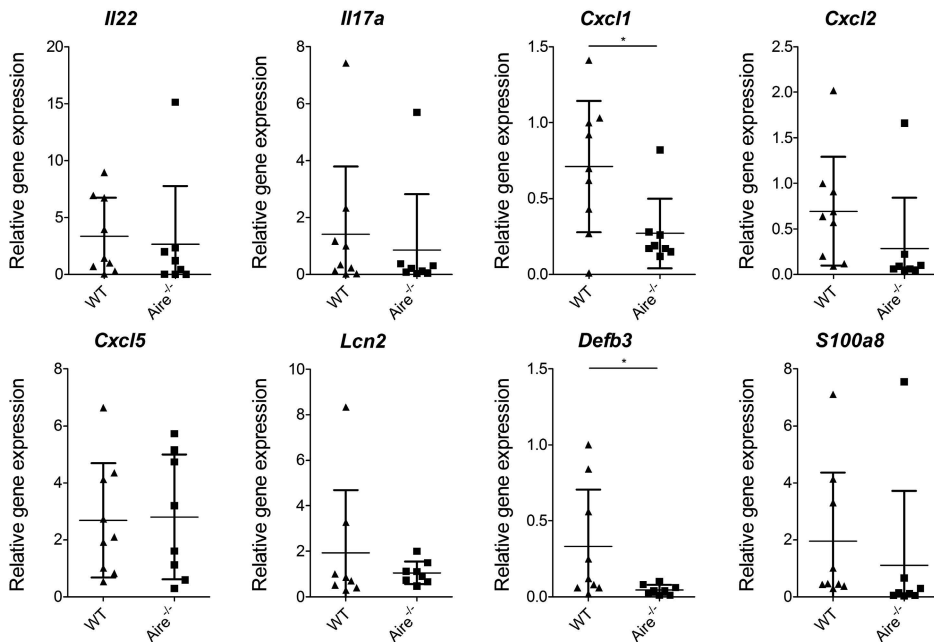 Il22
Relative gene expression
20
15
10
5
0
WT
Aire⁻/⁻
Il17a
Relative gene expression
8
6
4
2
0
WT
Aire⁻/⁻
Cxcl1
Relative gene expression
1.5
1.0
0.5
0.0
*
WT
Aire⁻/⁻
Cxcl2
Relative gene expression
2.5
2.0
1.5
1.0
0.5
0.0
WT
Aire⁻/⁻
Cxcl5
Relative gene expression
8
6
4
2
0
WT
Aire⁻/⁻
Lcn2
Relative gene expression
10
8
6
4
2
0
WT
Aire⁻/⁻
Defb3
Relative gene expression
1.5
1.0
0.5
0.0
*
WT
Aire⁻/⁻
S100a8
Relative gene expression
8
6
4
2
0
WT
Aire⁻/⁻